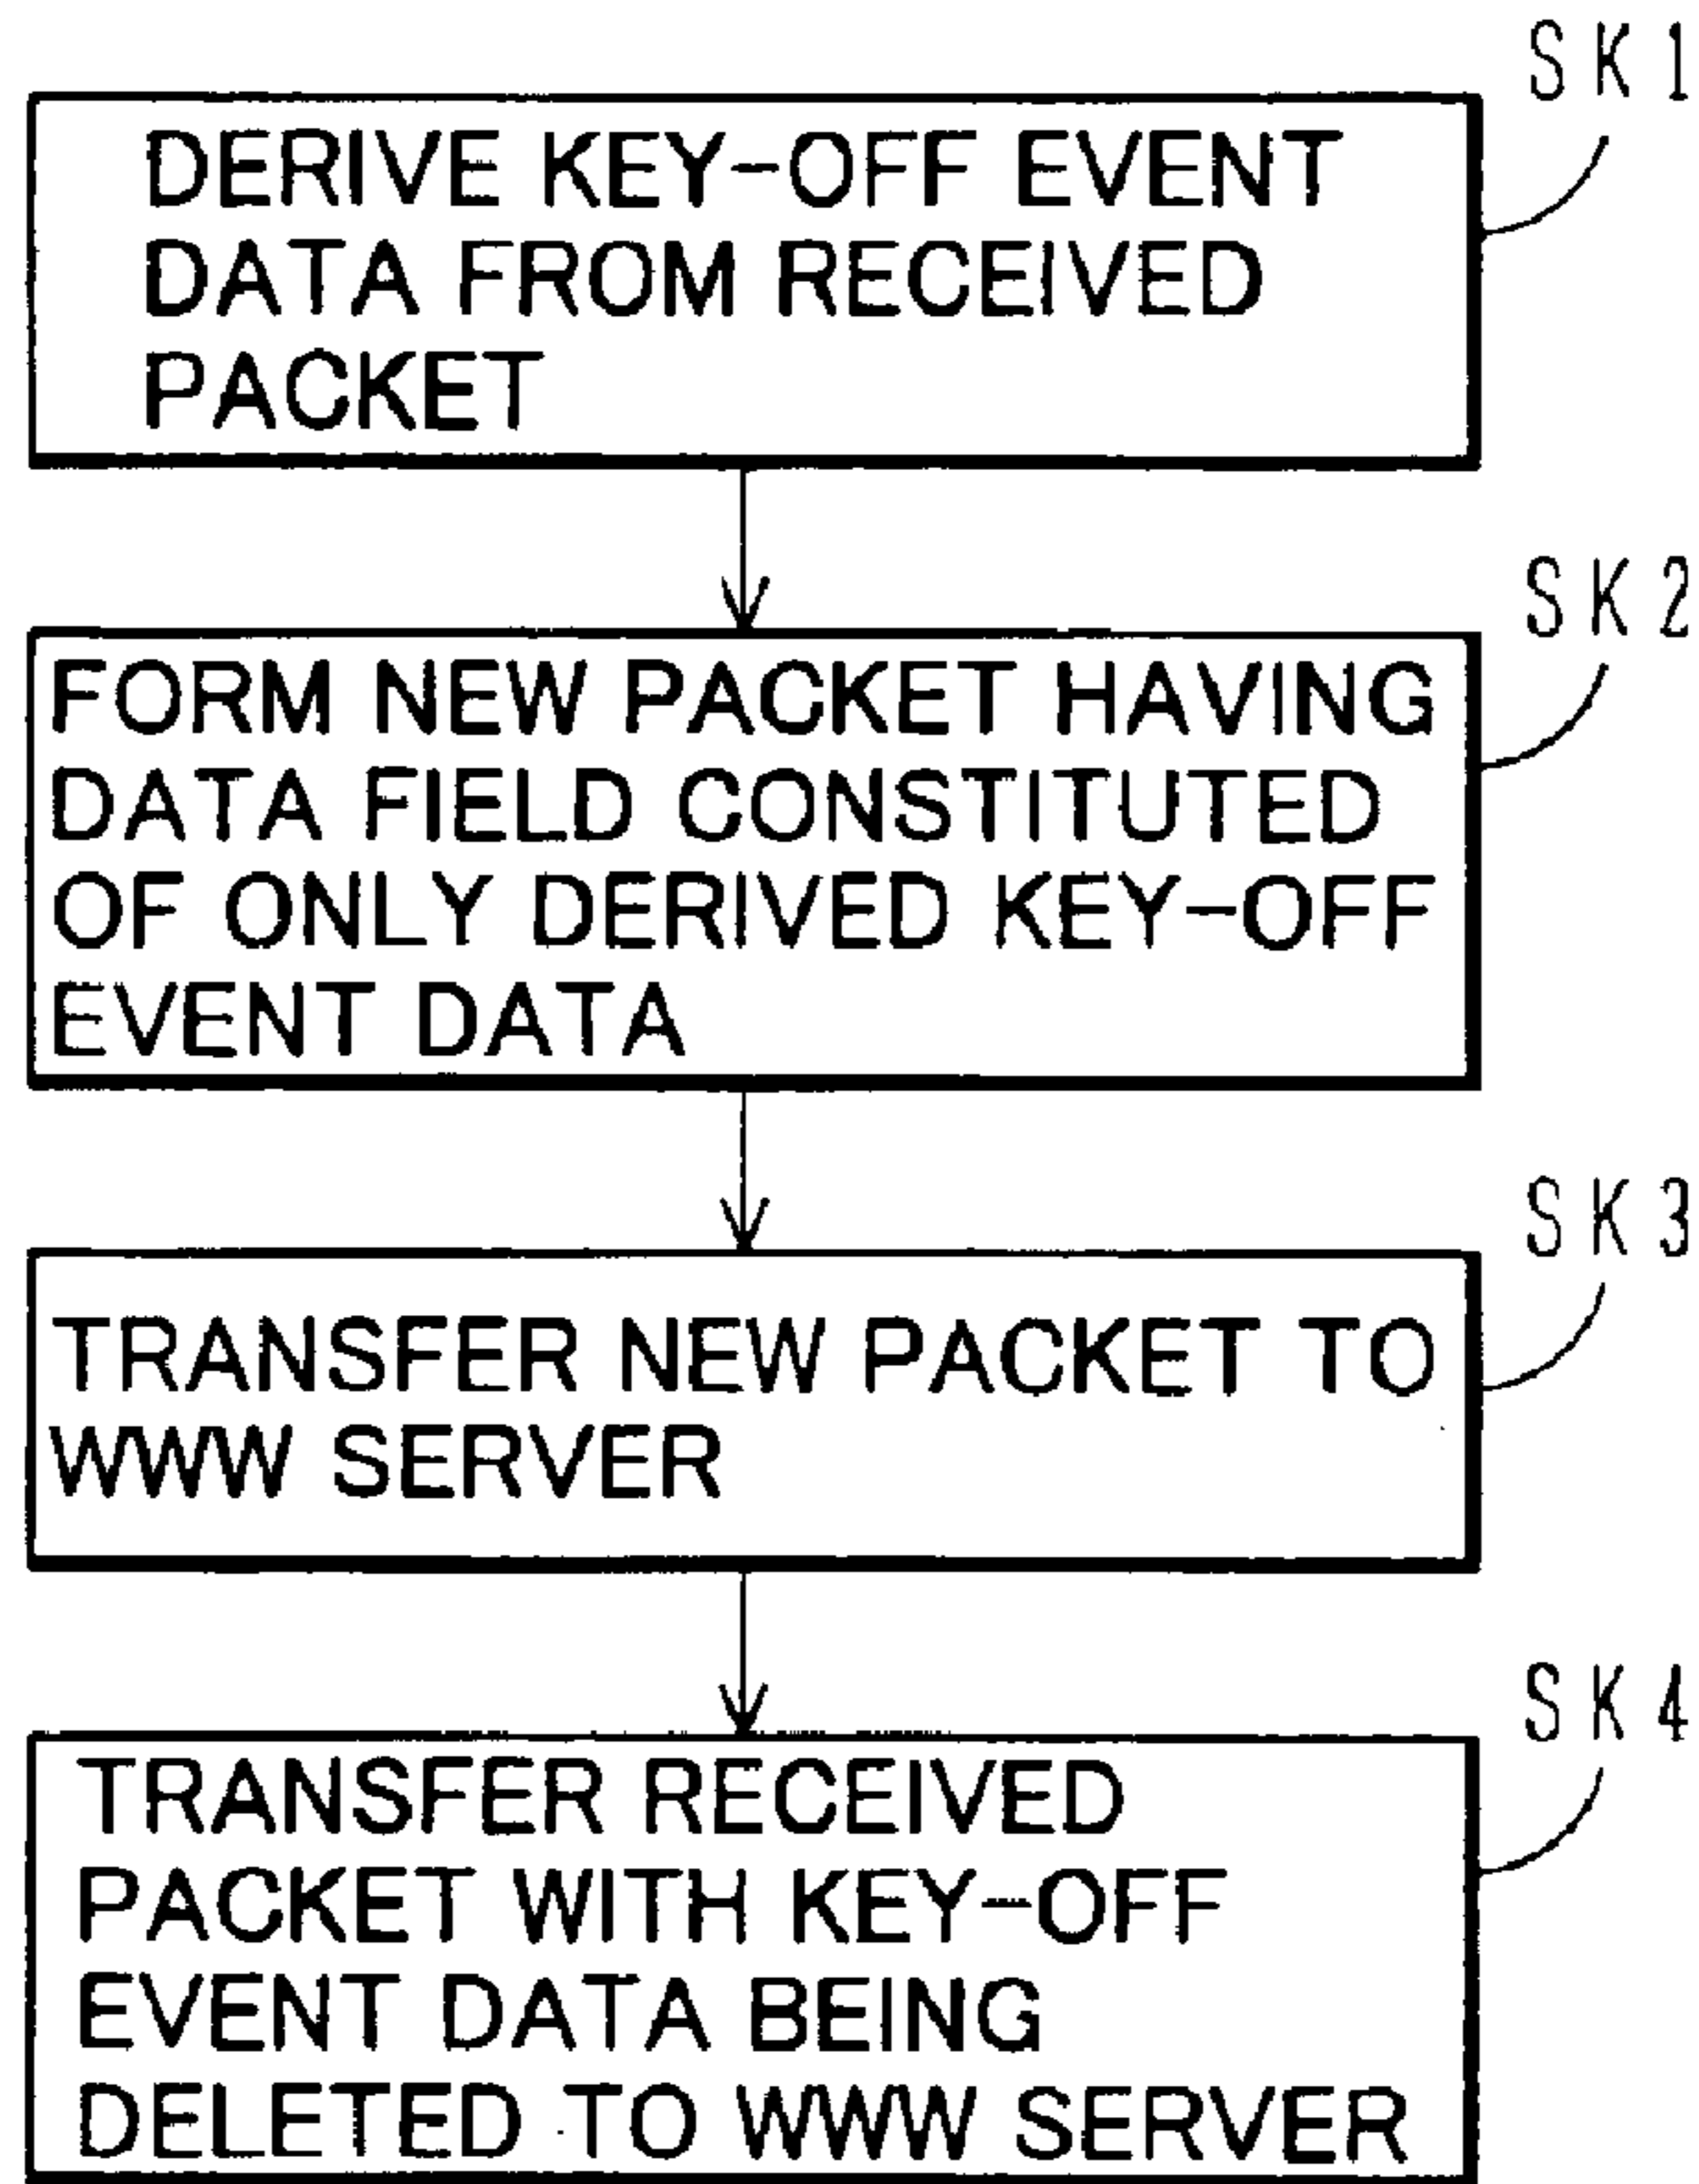 SK1
DERIVE KEY-OFF EVENT
DATA FROM RECEIVED
PACKET
SK2
FORM NEW PACKET HAVING
DATA FIELD CONSTITUTED
OF ONLY DERIVED KEY-OFF
EVENT DATA
SK3
TRANSFER NEW PACKET TO
WWW SERVER
SK4
TRANSFER RECEIVED
PACKET WITH KEY-OFF
EVENT DATA BEING
DELETED TO WWW SERVER